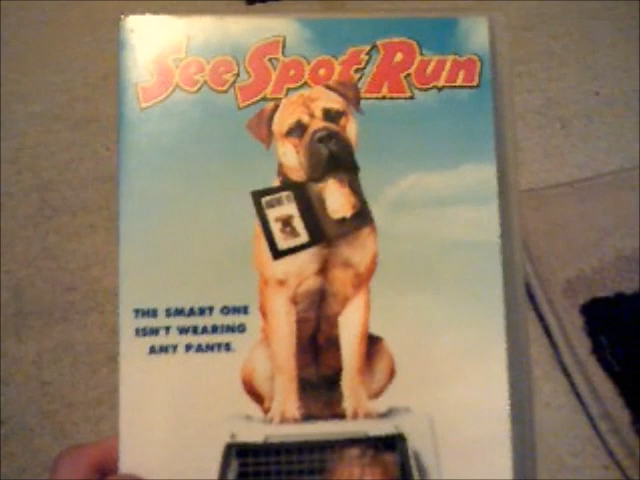 See Spot Run
THE SMART ONE
ISN'T WEARING
ANY PANTS.